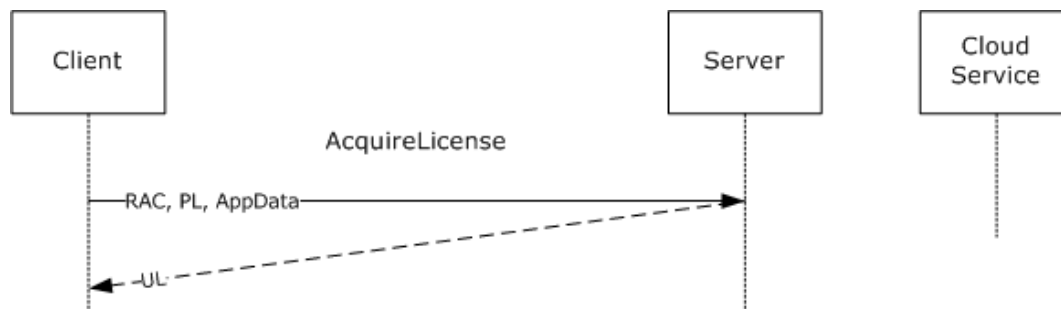 Client
Server
Cloud
Service
AcquireLicense
RAC, PL, AppData
UL